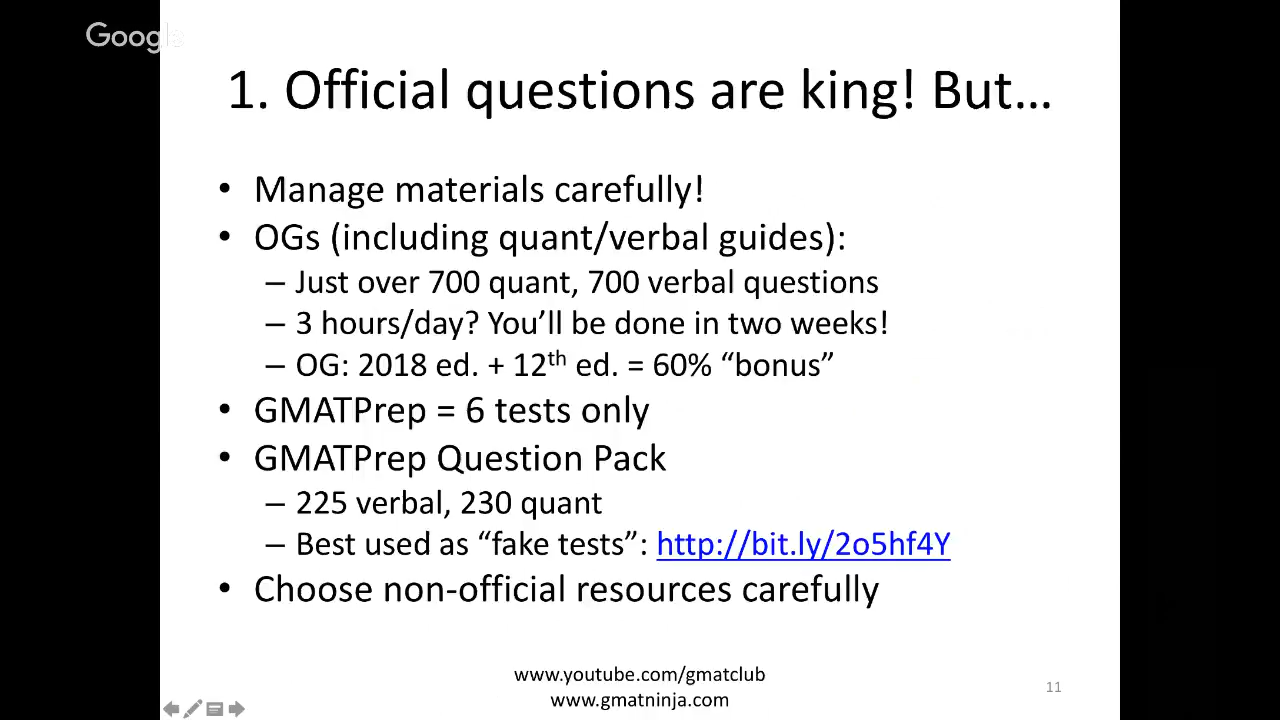 Google
1. Official questions are king! But…
• Manage materials carefully!
• OGs (including quant/verbal guides):
– Just over 700 quant, 700 verbal questions
– 3 hours/day? You’ll be done in two weeks!
– OG: 2018 ed. + 12th ed. = 60% “bonus”
• GMATPrep = 6 tests only
• GMATPrep Question Pack
– 225 verbal, 230 quant
– Best used as “fake tests”: http://bit.ly/2o5hf4Y
• Choose non-official resources carefully
www.youtube.com/gmatclub
www.gmatninja.com
11